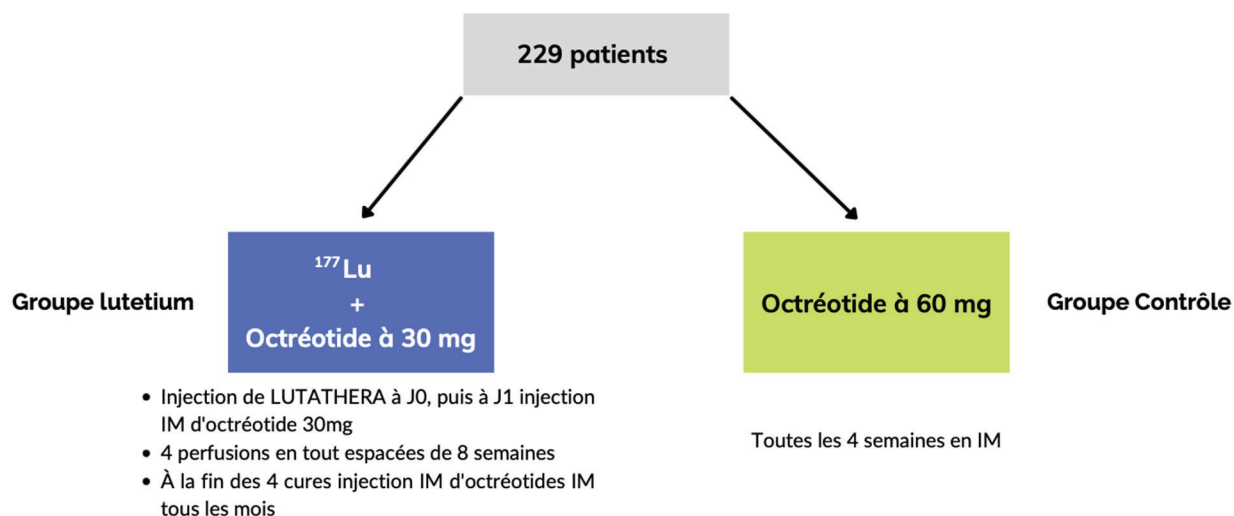 229 patients
Groupe lutetium
¹⁷⁷Lu
+
Octréotide à 30 mg
Octréotide à 60 mg
Groupe Contrôle
• Injection de LUTATHERA à J0, puis à J1 injection
IM d'octréotide 30mg
• 4 perfusions en tout espacées de 8 semaines
• À la fin des 4 cures injection IM d'octréotides IM
tous les mois
Toutes les 4 semaines en IM